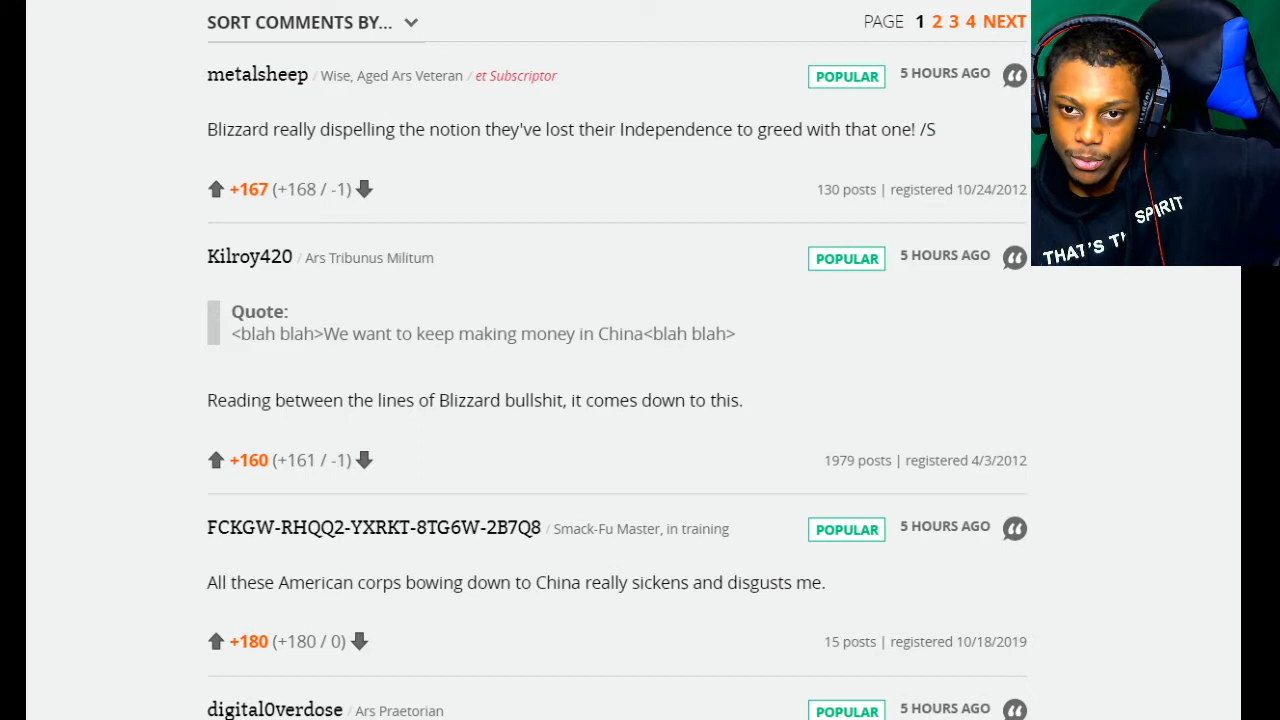 SORT COMMENTS BY...
PAGE 1 2 3 4 NEXT
metalsheep / Wise, Aged Ars Veteran / et Subscriptor
POPULAR 5 HOURS AGO
Blizzard really dispelling the notion they've lost their Independence to greed with that one! /S
+167 (+168 / -1)
130 posts | registered 10/24/2012
Kilroy420 / Ars Tribunus Militum
POPULAR 5 HOURS AGO
Quote:
<blah blah>We want to keep making money in China<blah blah>
Reading between the lines of Blizzard bullshit, it comes down to this.
+160 (+161 / -1)
1979 posts | registered 4/3/2012
FCKGW-RHQQ2-YXRKT-8TG6W-2B7Q8 / Smack-Fu Master, in training
POPULAR 5 HOURS AGO
All these American corps bowing down to China really sickens and disgusts me.
+180 (+180 / 0)
15 posts | registered 10/18/2019
digital0verdose / Ars Praetorian
POPULAR 5 HOURS AGO
THAT'S SPIRIT